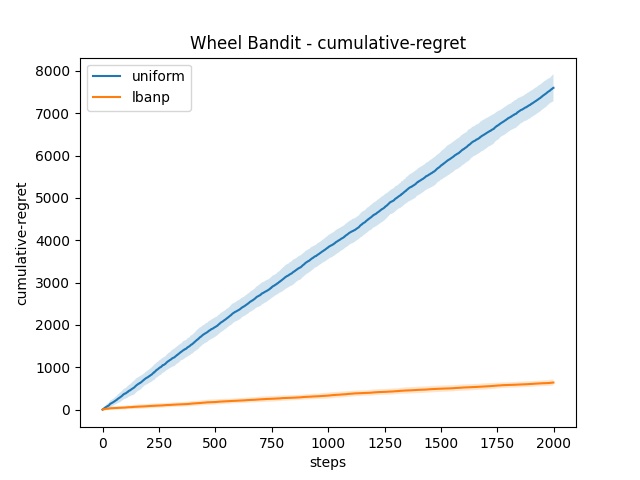 Wheel Bandit - cumulative-regret
uniform
lbanp
cumulative-regret
8000
7000
6000
5000
4000
3000
2000
1000
0
0 250 500 750 1000 1250 1500 1750 2000
steps